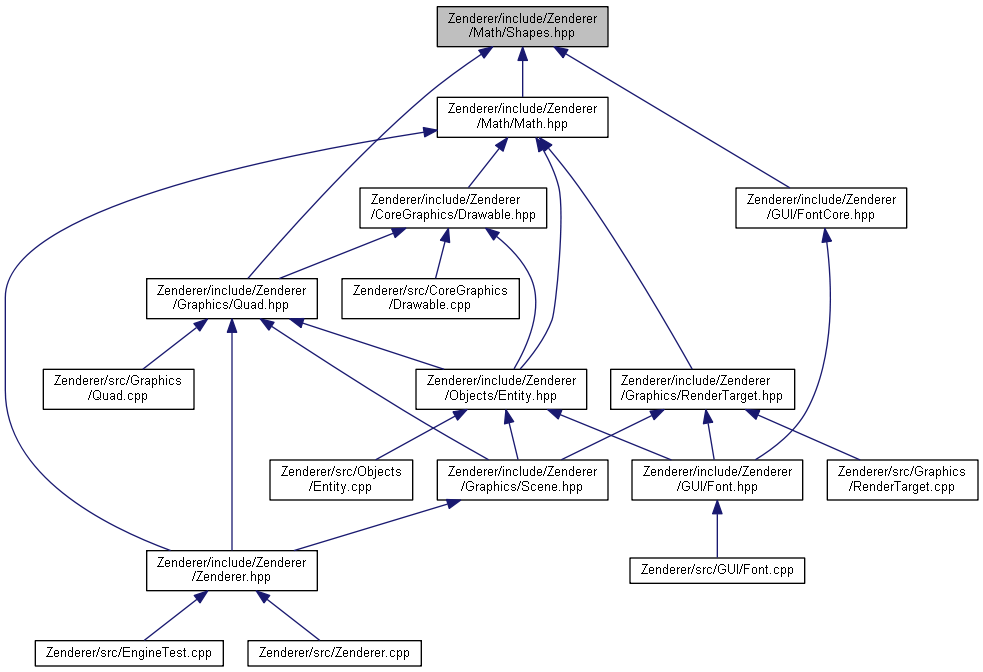 Zenderer/include/Zenderer
/Math/Shapes.hpp
Zenderer/include/Zenderer
/Math/Math.hpp
Zenderer/include/Zenderer
/CoreGraphics/Drawable.hpp
Zenderer/include/Zenderer
/GUI/FontCore.hpp
Zenderer/include/Zenderer
/Graphics/Quad.hpp
Zenderer/src/CoreGraphics
/Drawable.cpp
Zenderer/src/Graphics
/Quad.cpp
Zenderer/include/Zenderer
/Objects/Entity.hpp
Zenderer/include/Zenderer
/Graphics/RenderTarget.hpp
Zenderer/src/Objects
/Entity.cpp
Zenderer/include/Zenderer
/Graphics/Scene.hpp
Zenderer/include/Zenderer
/GUI/Font.hpp
Zenderer/src/Graphics
/RenderTarget.cpp
Zenderer/include/Zenderer
/Zenderer.hpp
Zenderer/src/GUI/Font.cpp
Zenderer/src/EngineTest.cpp
Zenderer/src/Zenderer.cpp